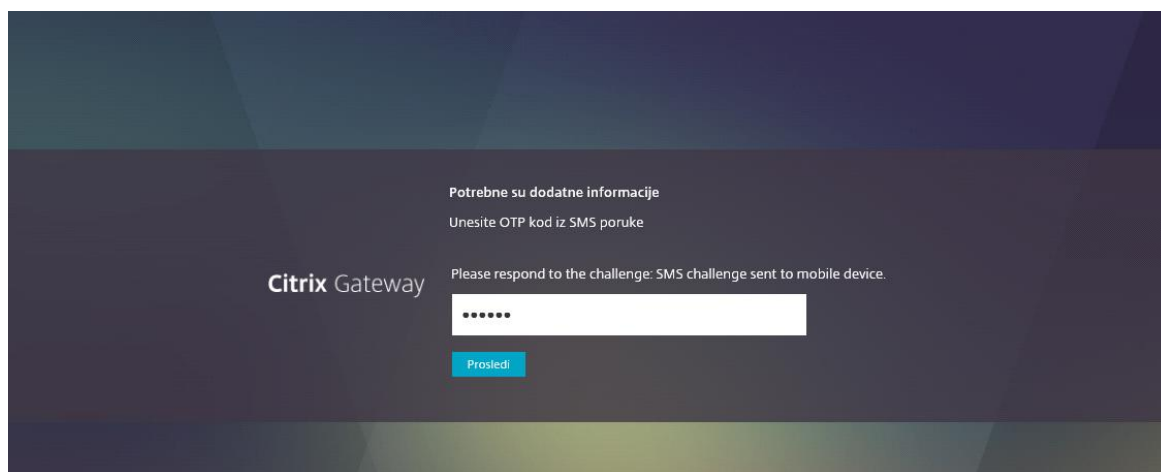 Potrebne su dodatne informacije
Unesite OTP kod iz SMS poruke
Citrix Gateway
Please respond to the challenge: SMS challenge sent to mobile device.
••••••
Prosledi